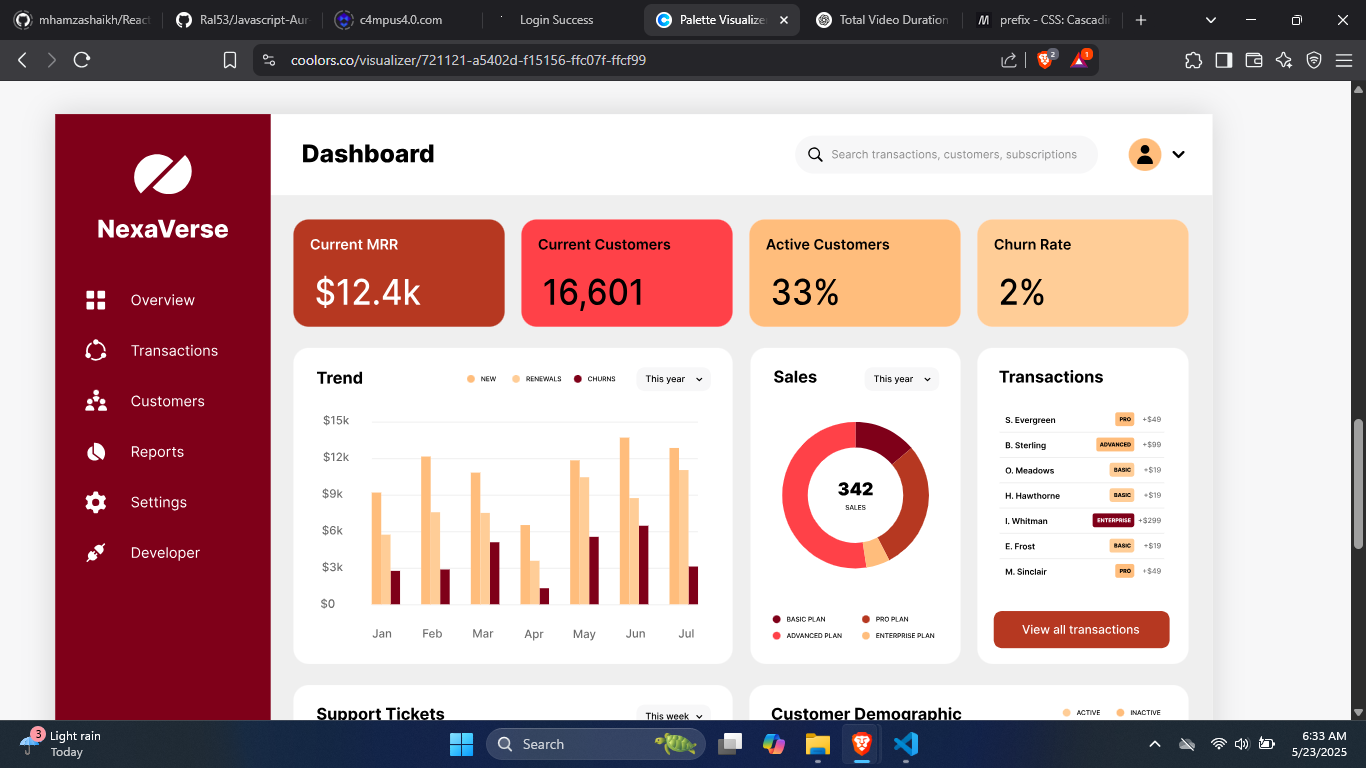 mhamzashaikh/React
Ral53/Javascript-Aur-
c4mpus4.0.com
Login Success
Palette Visualizer
Total Video Duration
prefix - CSS: Cascadin
coolors.co/visualizer/721121-a5402d-f15156-ffc07f-ffcf99
2
1
NexaVerse
Overview
Transactions
Customers
Reports
Settings
Developer
Dashboard
Search transactions, customers, subscriptions
Current MRR
$12.4k
Current Customers
16,601
Active Customers
33%
Churn Rate
2%
Trend
NEW RENEWALS CHURNS
This year
$15k
$12k
$9k
$6k
$3k
$0
Jan Feb Mar Apr May Jun Jul
Sales
This year
342
SALES
BASIC PLAN PRO PLAN
ADVANCED PLAN ENTERPRISE PLAN
Transactions
S. Evergreen PRO +$49
B. Sterling ADVANCED +$99
O. Meadows BASIC +$19
H. Hawthorne BASIC +$19
I. Whitman ENTERPRISE +$299
E. Frost BASIC +$19
M. Sinclair PRO +$49
View all transactions
Support Tickets
This week
Customer Demographic
ACTIVE INACTIVE
3
Light rain
Today
Search
6:33 AM
5/23/2025